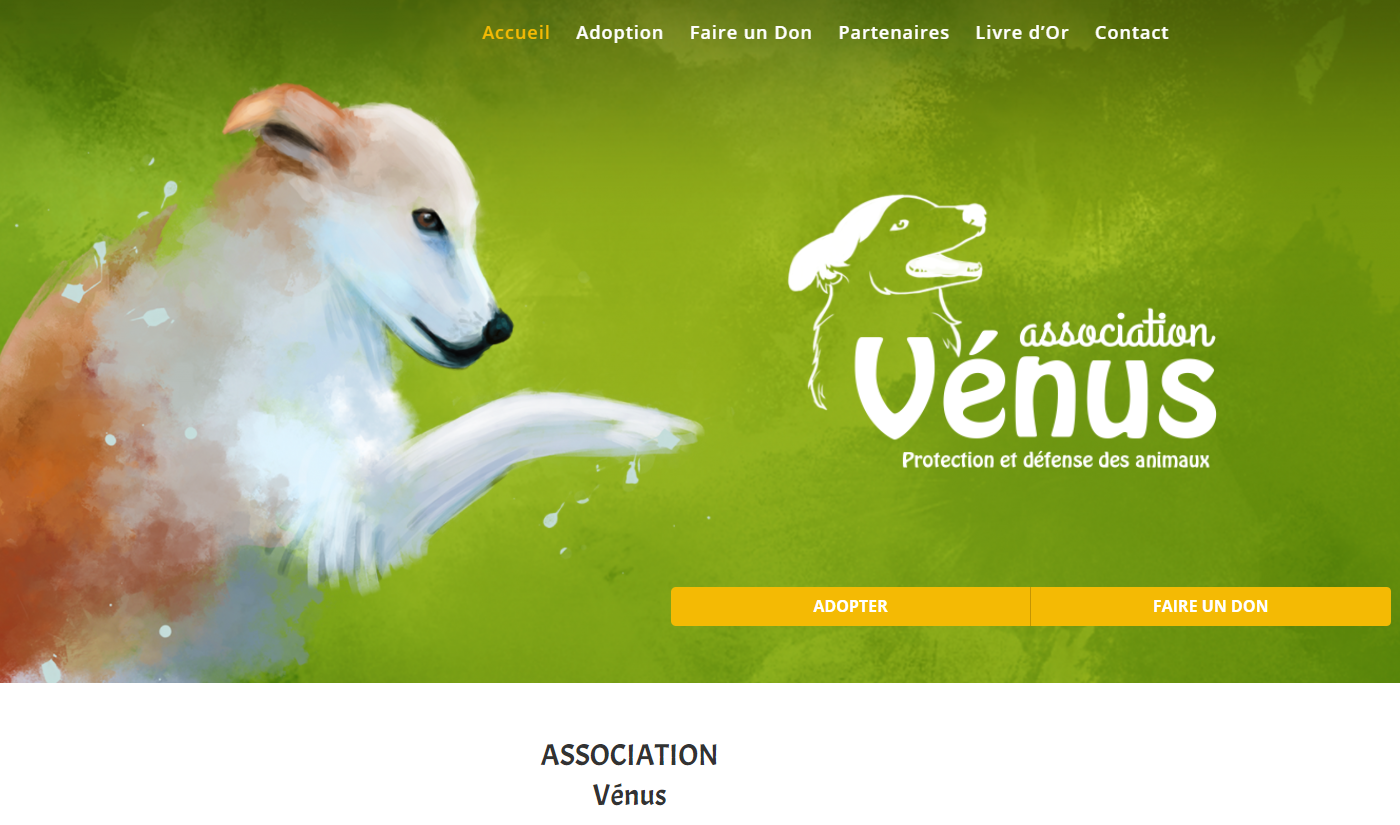 Accueil Adoption Faire un Don Partenaires Livre d’Or Contact
association
Vénus
Protection et défense des animaux
ADOPTER FAIRE UN DON
ASSOCIATION
Vénus